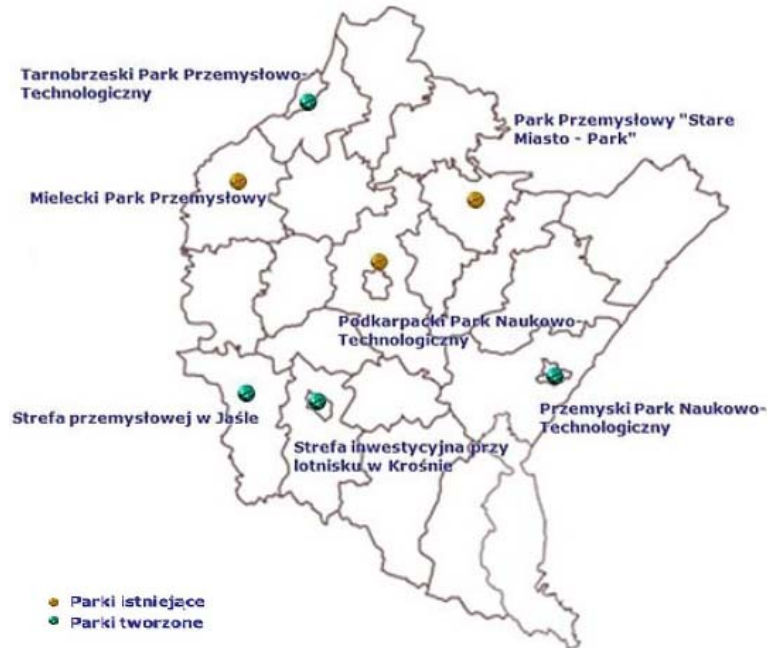 Tarnobrzeski Park Przemysłowo-
Technologiczny
Park Przemysłowy "Stare
Miasto - Park"
Mielecki Park Przemysłowy
Podkarpacki Park Naukowo-
Technologiczny
Strefa przemysłowej w Jaśle
Przemyski Park Naukowo-
Technologiczny
Strefa inwestycyjna przy
lotnisku w Krośnie
Parki istniejące
Parki tworzone